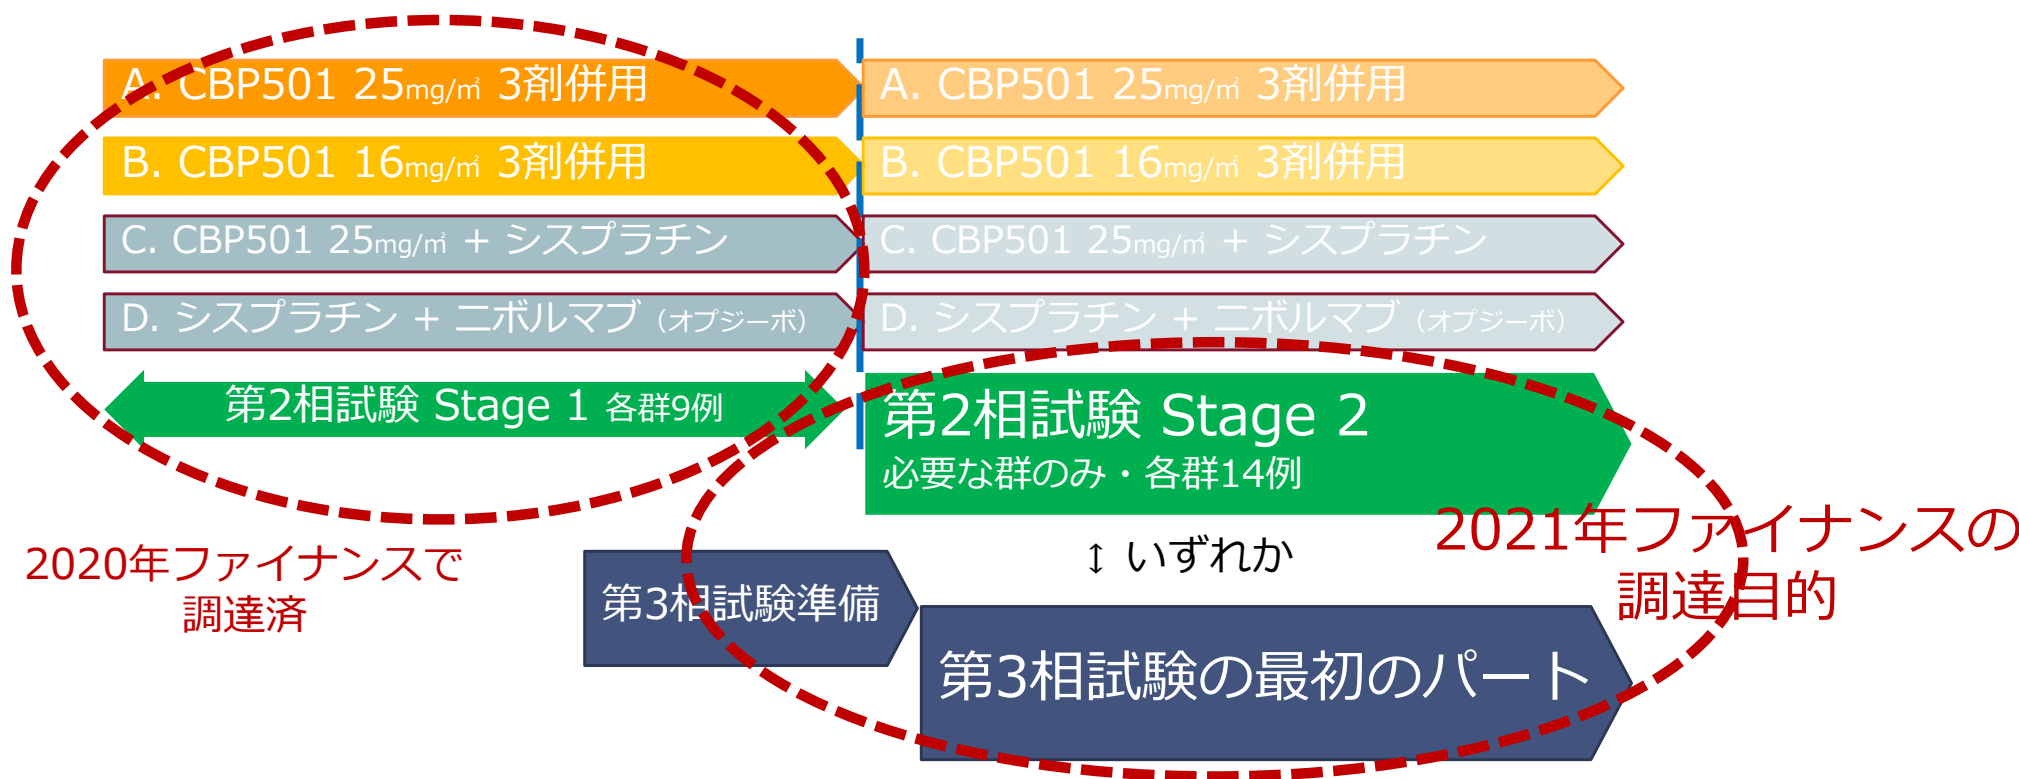 A. CBP501 25mg/㎡ 3剤併用
A. CBP501 25mg/㎡ 3剤併用
B. CBP501 16mg/㎡ 3剤併用
B. CBP501 16mg/㎡ 3剤併用
C. CBP501 25mg/㎡ + シスプラチン
C. CBP501 25mg/㎡ + シスプラチン
D. シスプラチン + ニボルマブ（オプジーボ）
D. シスプラチン + ニボルマブ（オプジーボ）
第2相試験 Stage 1 各群9例
第2相試験 Stage 2
必要な群のみ・各群14例
2020年ファイナンスで
調達済
↕ いずれか
2021年ファイナンスの
調達目的
第3相試験準備
第3相試験の最初のパート